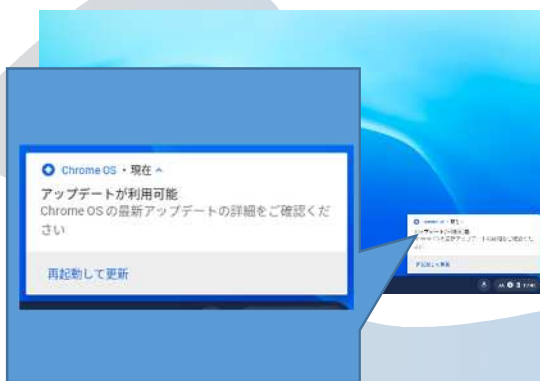 Chrome OS・現在
アップデートが利用可能
Chrome OS の最新アップデートの詳細をご確認くだ
さい
再起動して更新